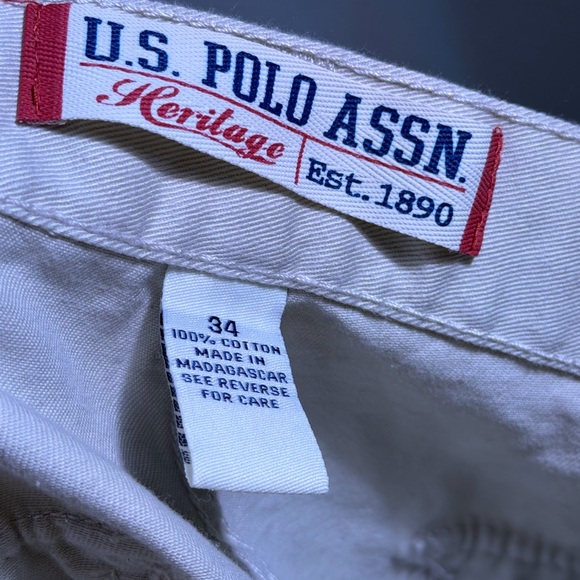 U.S. POLO ASSN.
Heritage
Est. 1890
34
100% COTTON
MADE IN
MADAGASCAR
SEE REVERSE
FOR CARE